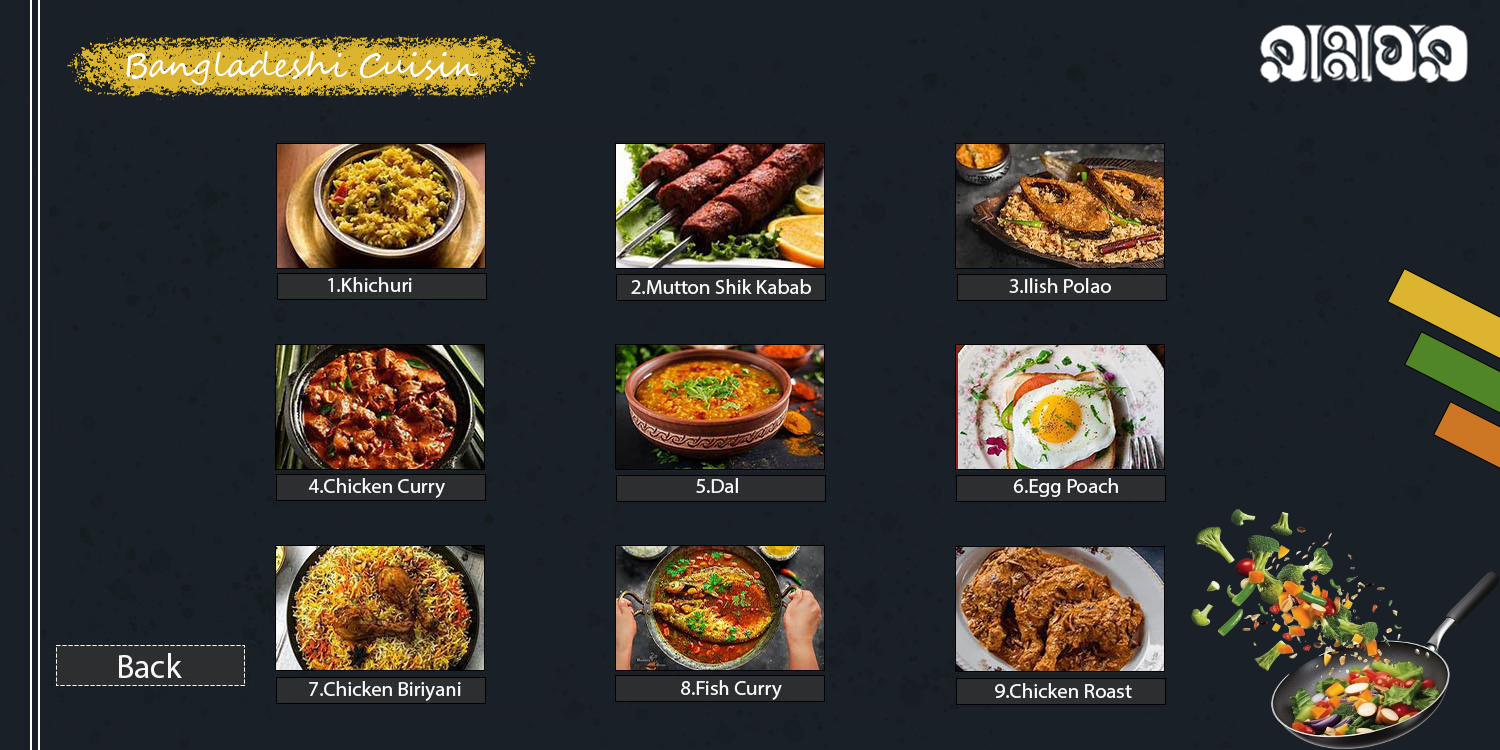 Bangladeshi Cuisin
রান্নাঘর
1.Khichuri
2.Mutton Shik Kabab
3.Ilish Polao
4.Chicken Curry
5.Dal
6.Egg Poach
7.Chicken Biriyani
8.Fish Curry
9.Chicken Roast
Back